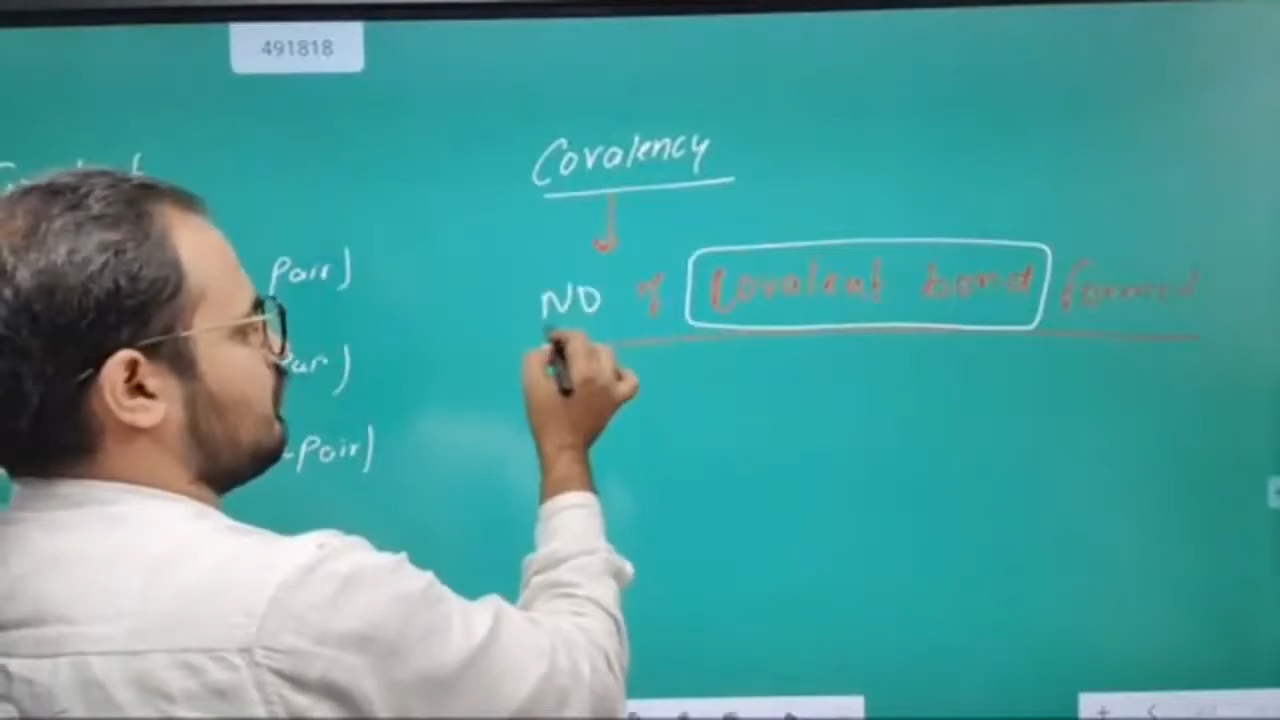 491818
Covalency
pair)
NO of Covalent bond formed
pair)